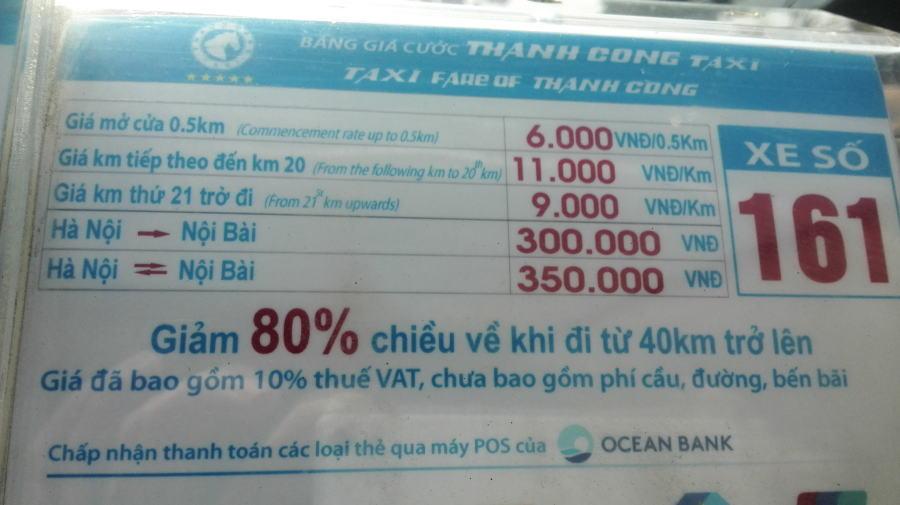 BẢNG GIÁ CƯỚC THANH CONG TAXI
TAXI FARE OF THANH CONG
Giá mở cửa 0.5km (Commencement rate up to 0.5km) 6.000 VNĐ/0.5Km
Giá km tiếp theo đến km 20 (From the following km to 20th km) 11.000 VNĐ/Km
Giá km thứ 21 trở đi (From 21st km upwards) 9.000 VNĐ/Km
Hà Nội → Nội Bài 300.000 VNĐ
Hà Nội ⇌ Nội Bài 350.000 VNĐ
XE SỐ
161
Giảm 80% chiều về khi đi từ 40km trở lên
Giá đã bao gồm 10% thuế VAT, chưa bao gồm phí cầu, đường, bến bãi
Chấp nhận thanh toán các loại thẻ qua máy POS của OCEAN BANK